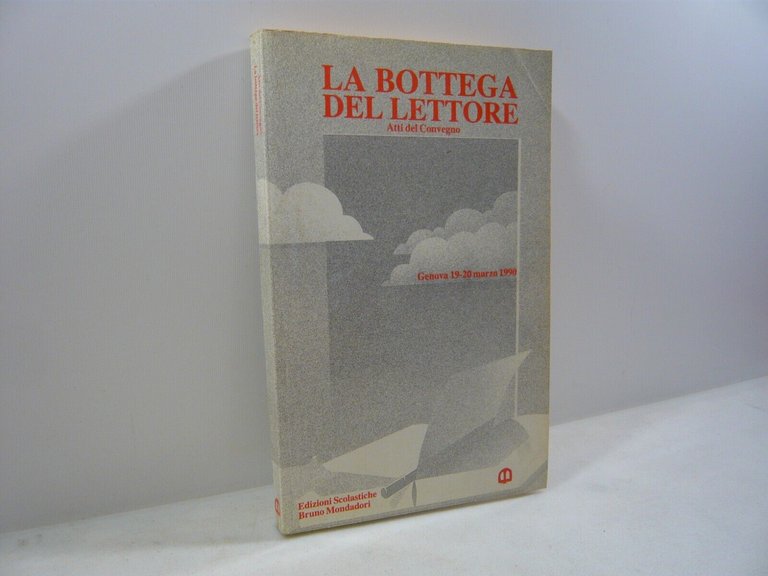 LA BOTTEGA
DEL LETTORE
Atti del Convegno
Genova 19-20 marzo 1990
Edizioni Scolastiche
Bruno Mondadori